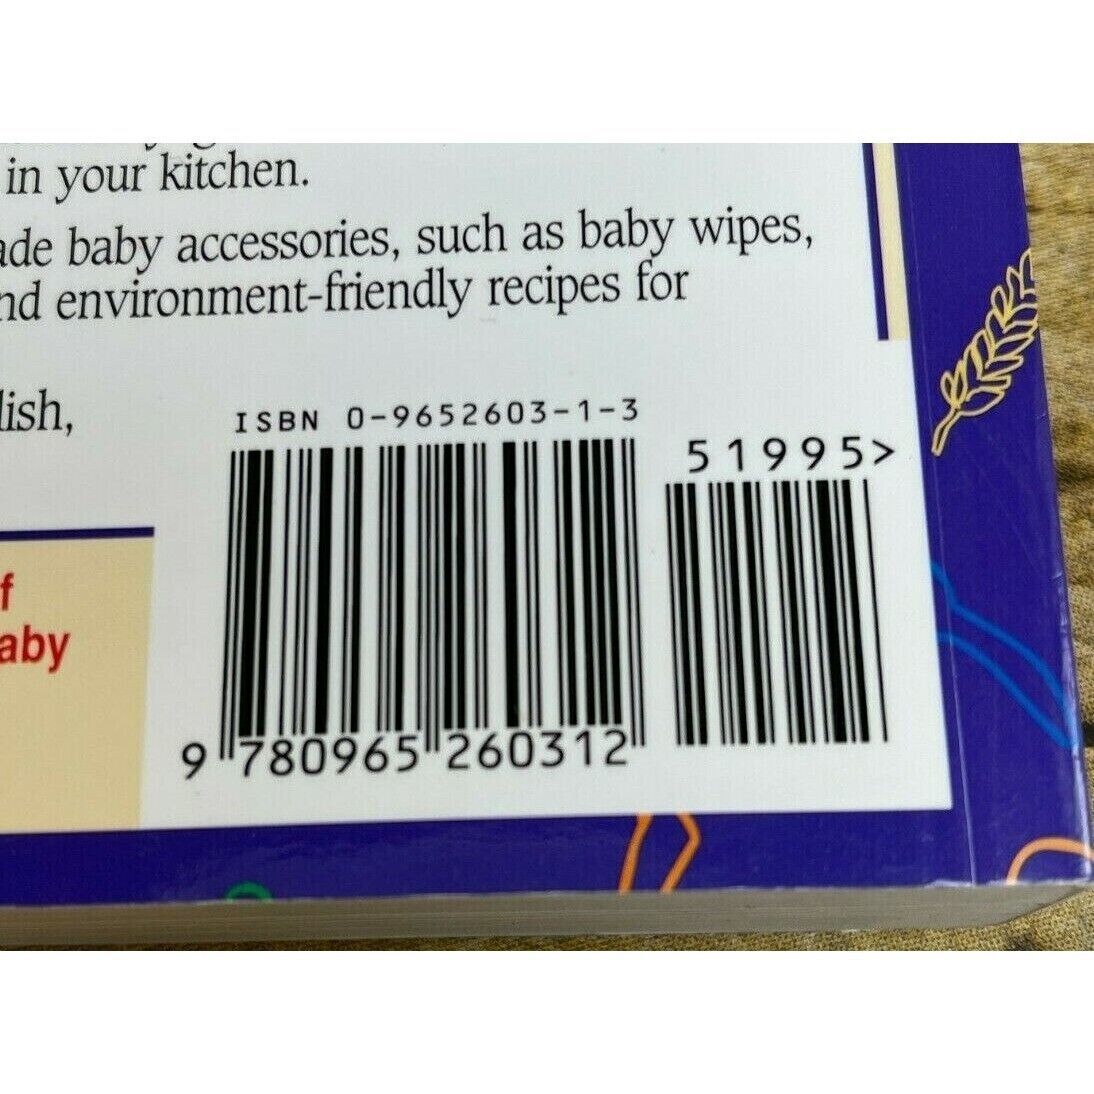 in your kitchen.
ade baby accessories, such as baby wipes,
nd environment-friendly recipes for
lish,
ISBN 0-9652603-1-3
51995>
f
aby
9 780965 260312